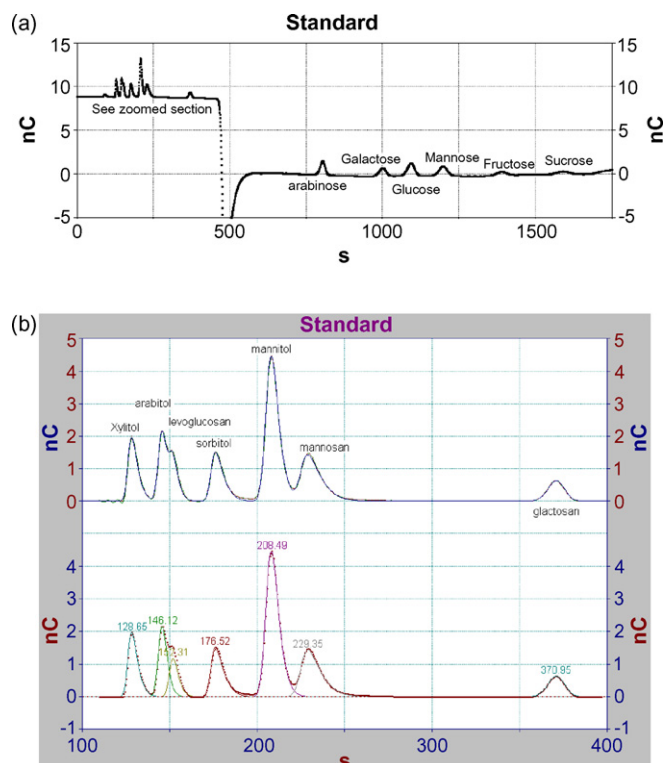 (a)
Standard
15
10
5
0
-5
nC
15
10
5
0
-5
nC
See zoomed section
arabinose
Galactose
Glucose
Mannose
Fructose
Sucrose
0
500
1000
1500
s
(b)
Standard
5
4
3
2
1
0
nC
5
4
3
2
1
0
nC
Xylitol
arabitol
levoglucosan
sorbitol
mannitol
mannosan
glactosan
4
3
2
1
0
-1
nC
4
3
2
1
0
-1
nC
128.65
146.12
176.52
208.49
229.35
370.95
100
200
300
400
s